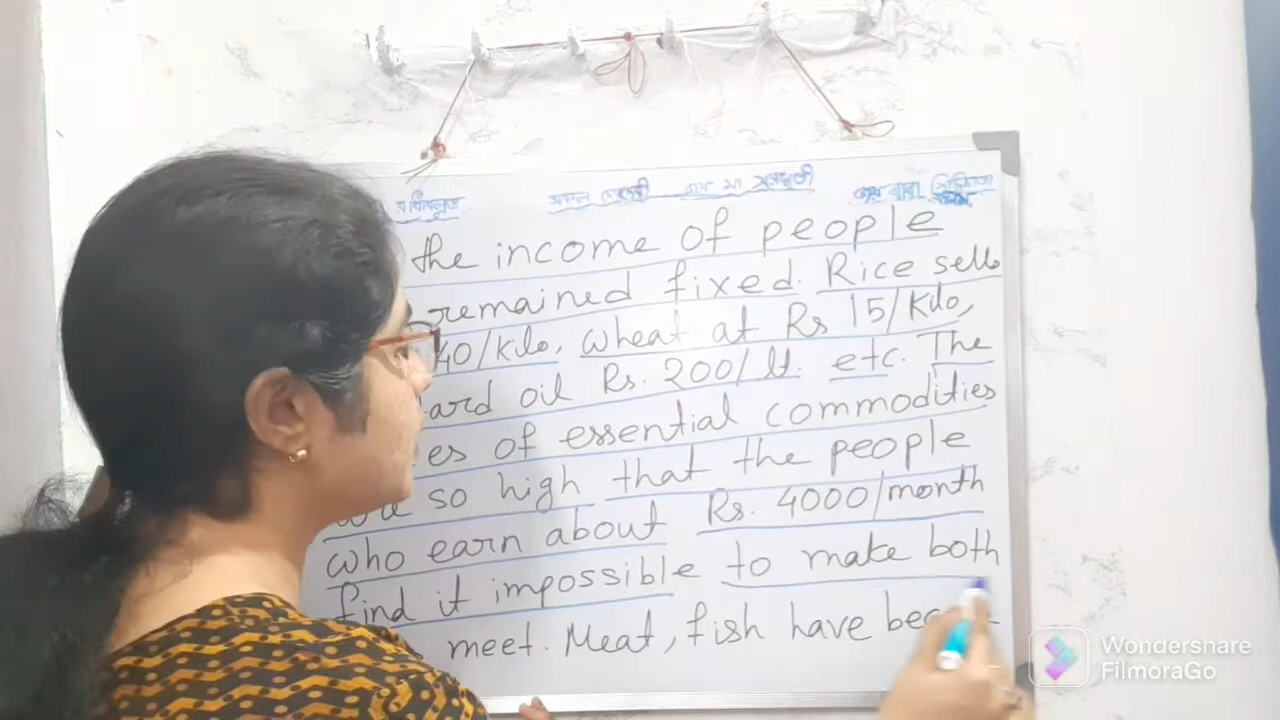 the income of people
remained fixed. Rice sells
40/kilo, wheat at Rs 15/kilo,
oil Rs. 200/lt. etc. The
of essential commodities
so high that the people
who earn about Rs. 4000/month
find it impossible to make both
meet. Meat, fish have
Wondershare
FilmoraGo